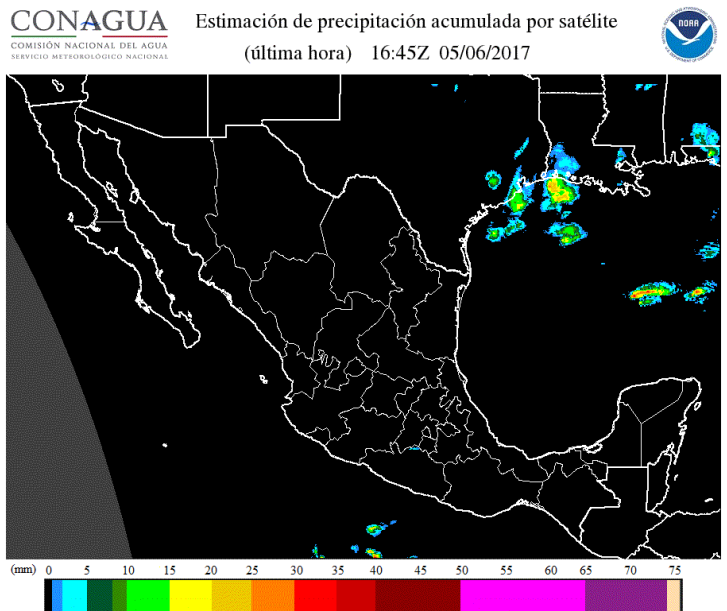 CONAGUA
COMISIÓN NACIONAL DEL AGUA
SERVICIO METEOROLÓGICO NACIONAL
Estimación de precipitación acumulada por satélite
(última hora) 16:45Z 05/06/2017
NOAA
(mm) 0 5 10 15 20 25 30 35 40 45 50 55 60 65 70 75